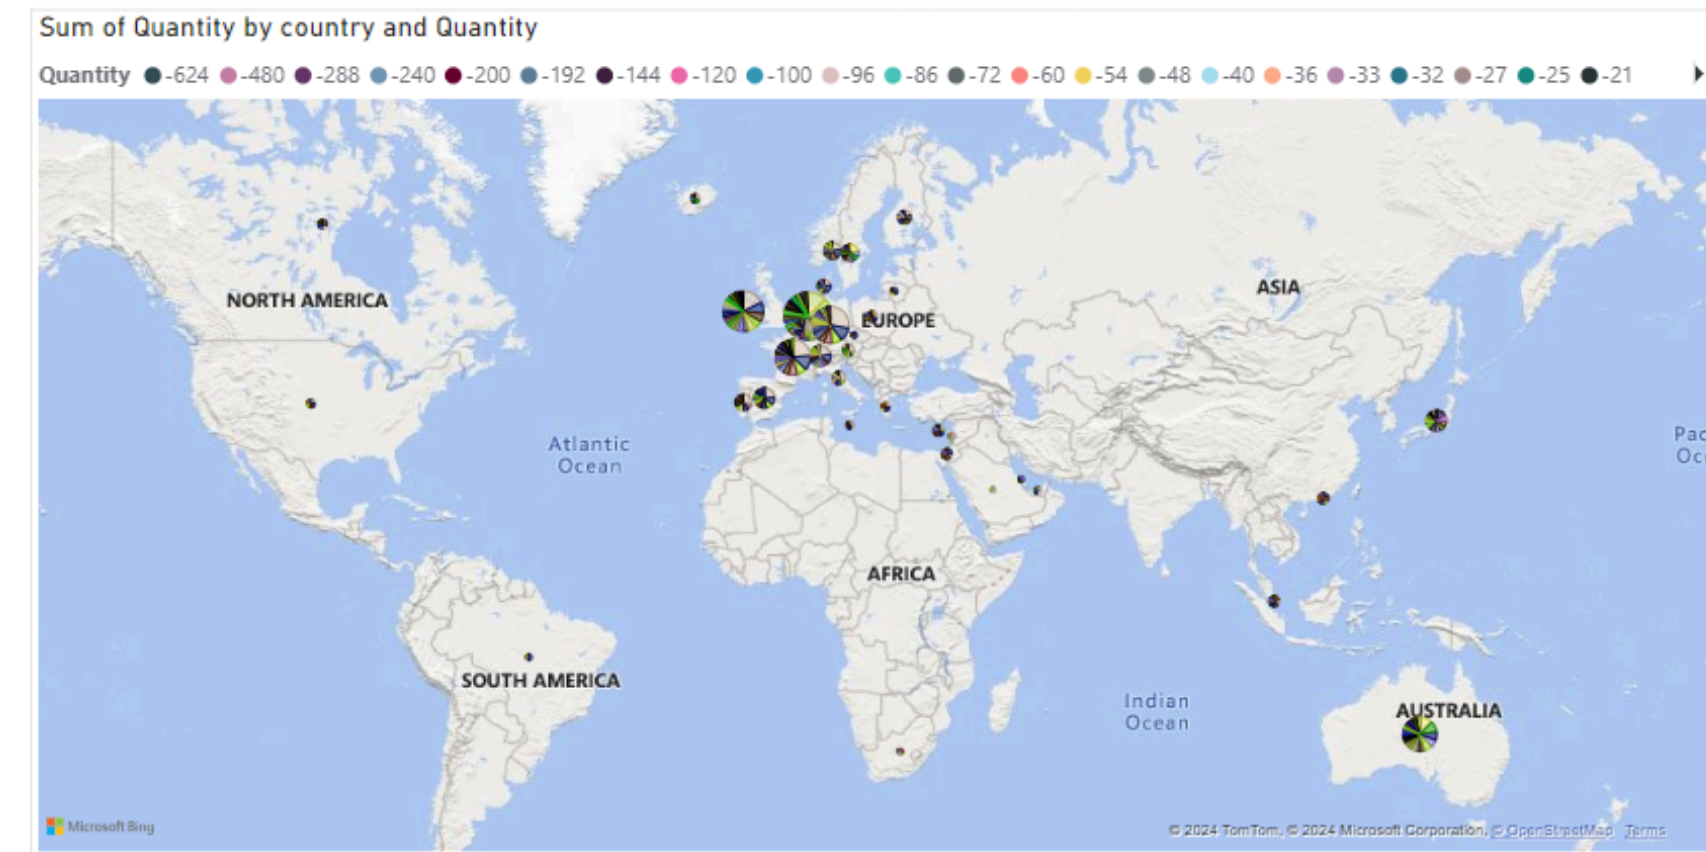 Sum of Quantity by country and Quantity
Quantity -624 -480 -288 -240 -200 -192 -144 -120 -100 -96 -86 -72 -60 -54 -48 -40 -36 -33 -32 -27 -25 -21
ASIA
NORTH AMERICA
EUROPE
Atlantic
Ocean
Pac
Oc
AFRICA
SOUTH AMERICA
Indian
Ocean
AUSTRALIA
Microsoft Bing
© 2024 TomTom, © 2024 Microsoft Corporation, © OpenStreetMap Terms